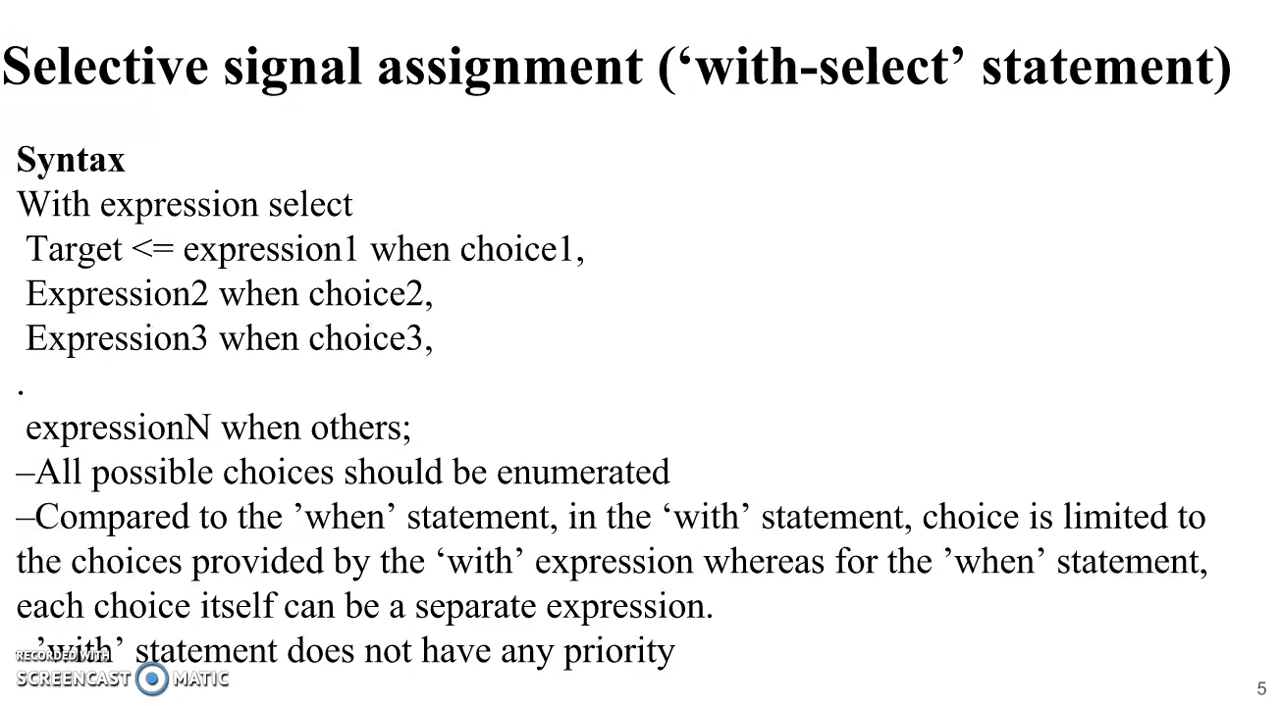 Selective signal assignment (‘with-select’ statement)
Syntax
With expression select
Target <= expression1 when choice1,
Expression2 when choice2,
Expression3 when choice3,
.
expressionN when others;
–All possible choices should be enumerated
–Compared to the ’when’ statement, in the ‘with’ statement, choice is limited to
the choices provided by the ‘with’ expression whereas for the ’when’ statement,
each choice itself can be a separate expression.
’with’ statement does not have any priority
RECORDED WITH
SCREENCAST MATIC
5